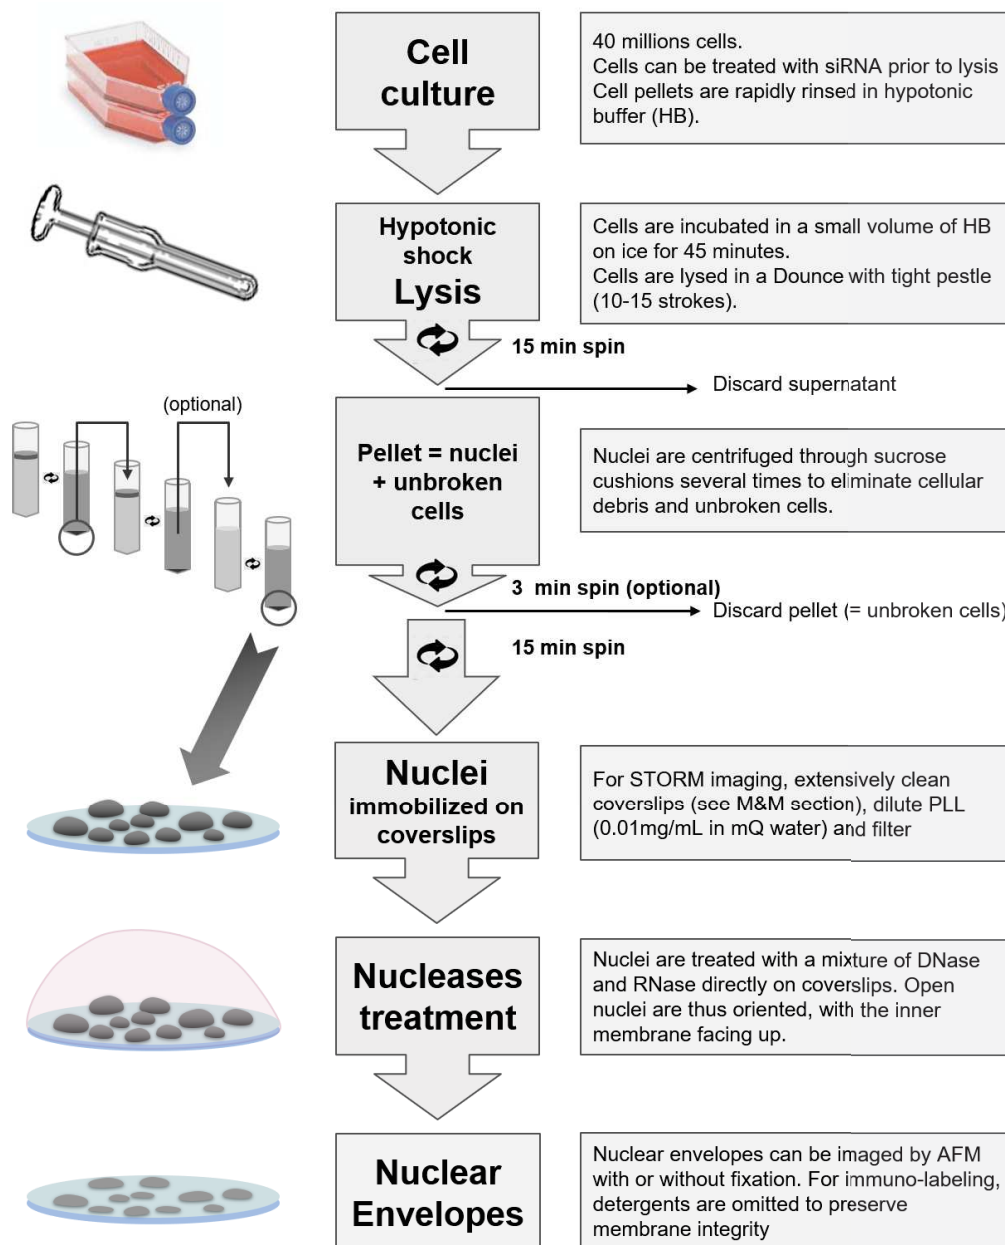 Cell
culture
40 millions cells.
Cells can be treated with siRNA prior to lysis
Cell pellets are rapidly rinsed in hypotonic
buffer (HB).
Hypotonic
shock
Lysis
Cells are incubated in a small volume of HB
on ice for 45 minutes.
Cells are lysed in a Dounce with tight pestle
(10-15 strokes).
15 min spin
Discard supernatant
(optional)
Pellet = nuclei
+ unbroken
cells
Nuclei are centrifuged through sucrose
cushions several times to eliminate cellular
debris and unbroken cells.
3 min spin (optional)
Discard pellet (= unbroken cells)
15 min spin
Nuclei
immobilized on
coverslips
For STORM imaging, extensively clean
coverslips (see M&M section), dilute PLL
(0.01mg/mL in mQ water) and filter
Nucleases
treatment
Nuclei are treated with a mixture of DNase
and RNase directly on coverslips. Open
nuclei are thus oriented, with the inner
membrane facing up.
Nuclear
Envelopes
Nuclear envelopes can be imaged by AFM
with or without fixation. For immuno-labeling,
detergents are omitted to preserve
membrane integrity